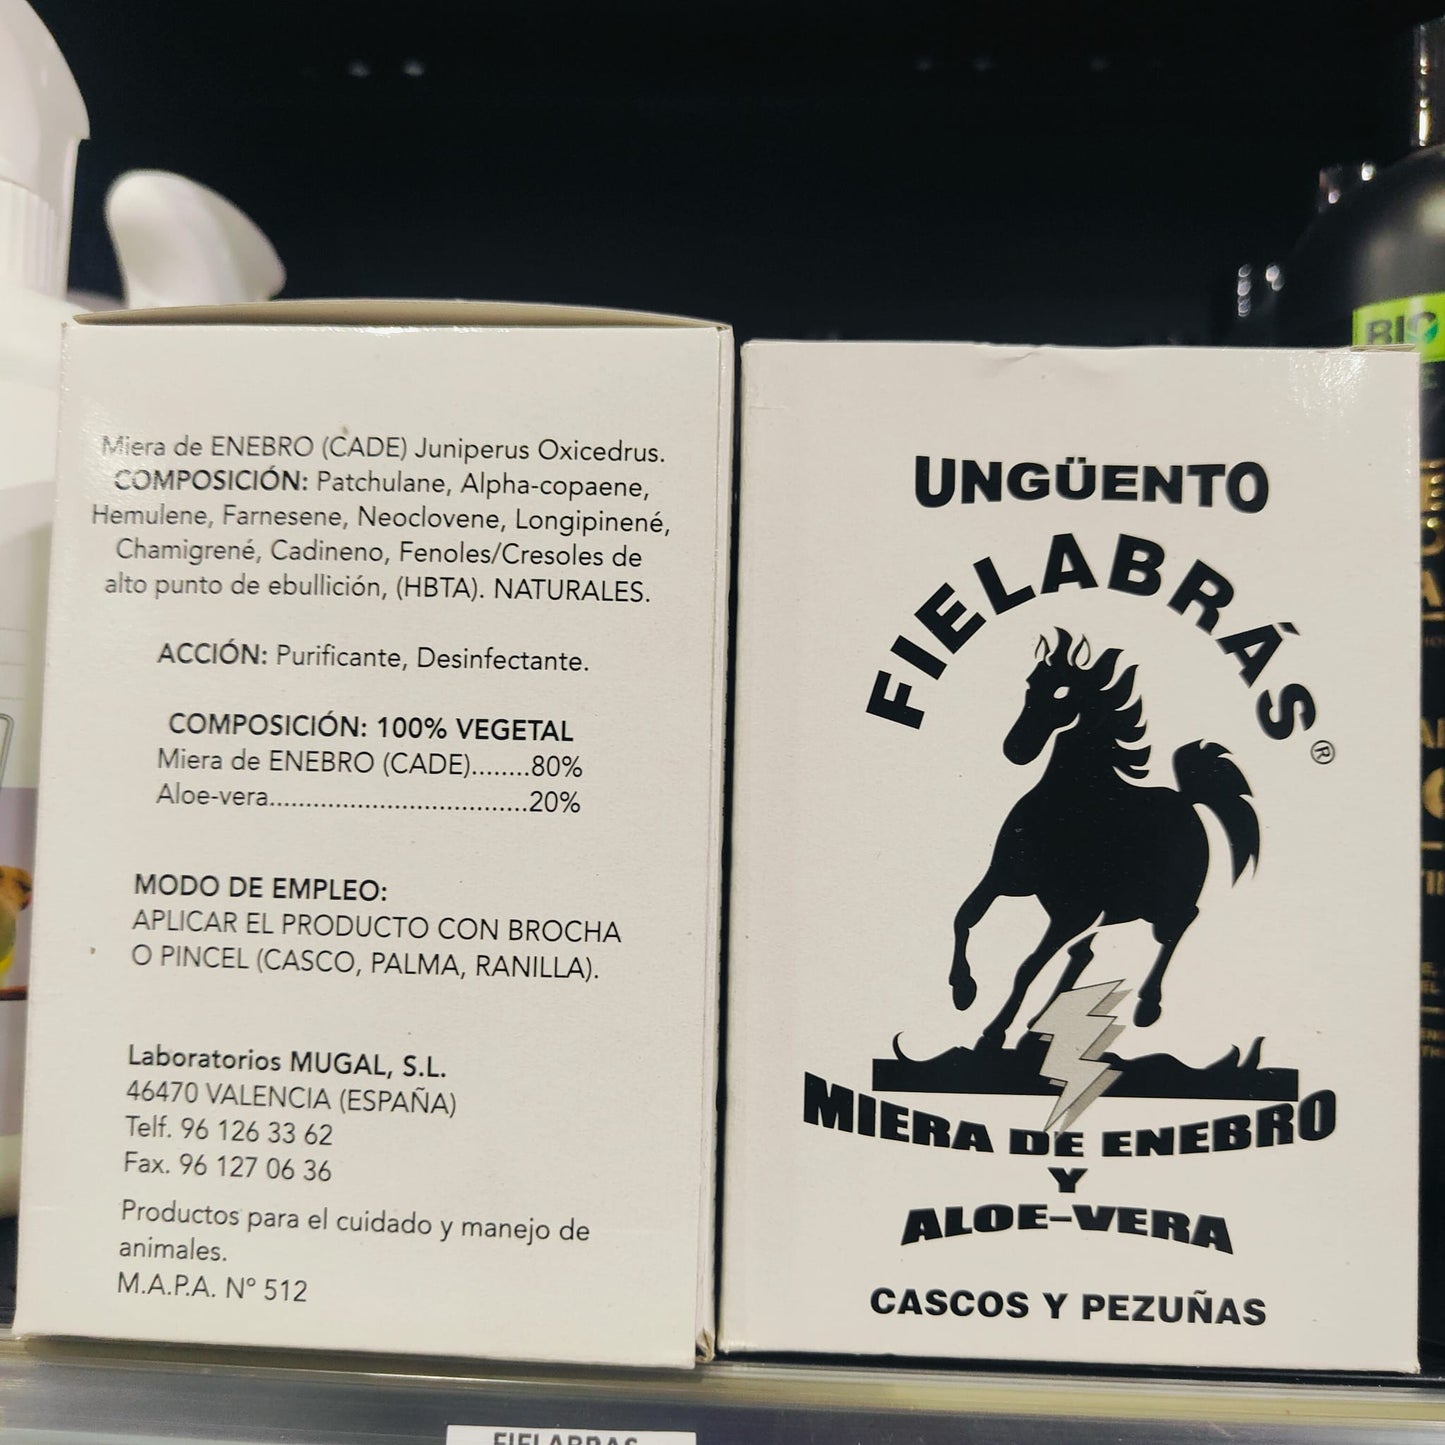 Miera de ENEBRO (CADE) Juniperus Oxicedrus.
COMPOSICIÓN: Patchulane, Alpha-copaene,
Hemulene, Farnesene, Neoclovene, Longipinené,
Chamigrené, Cadineno, Fenoles/Cresoles de
alto punto de ebullición, (HBTA). NATURALES.
ACCIÓN: Purificante, Desinfectante.
COMPOSICIÓN: 100% VEGETAL
Miera de ENEBRO (CADE)........80%
Aloe-vera..................................20%
MODO DE EMPLEO:
APLICAR EL PRODUCTO CON BROCHA
O PINCEL (CASCO, PALMA, RANILLA).
Laboratorios MUGAL, S.L.
46470 VALENCIA (ESPAÑA)
Telf. 96 126 33 62
Fax. 96 127 06 36
Productos para el cuidado y manejo de
animales.
M.A.P.A. N° 512
UNGÜENTO
FIELABRÁS®
MIERA DE ENEBRO
Y
ALOE-VERA
CASCOS Y PEZUÑAS
BIO
FIELABRAS